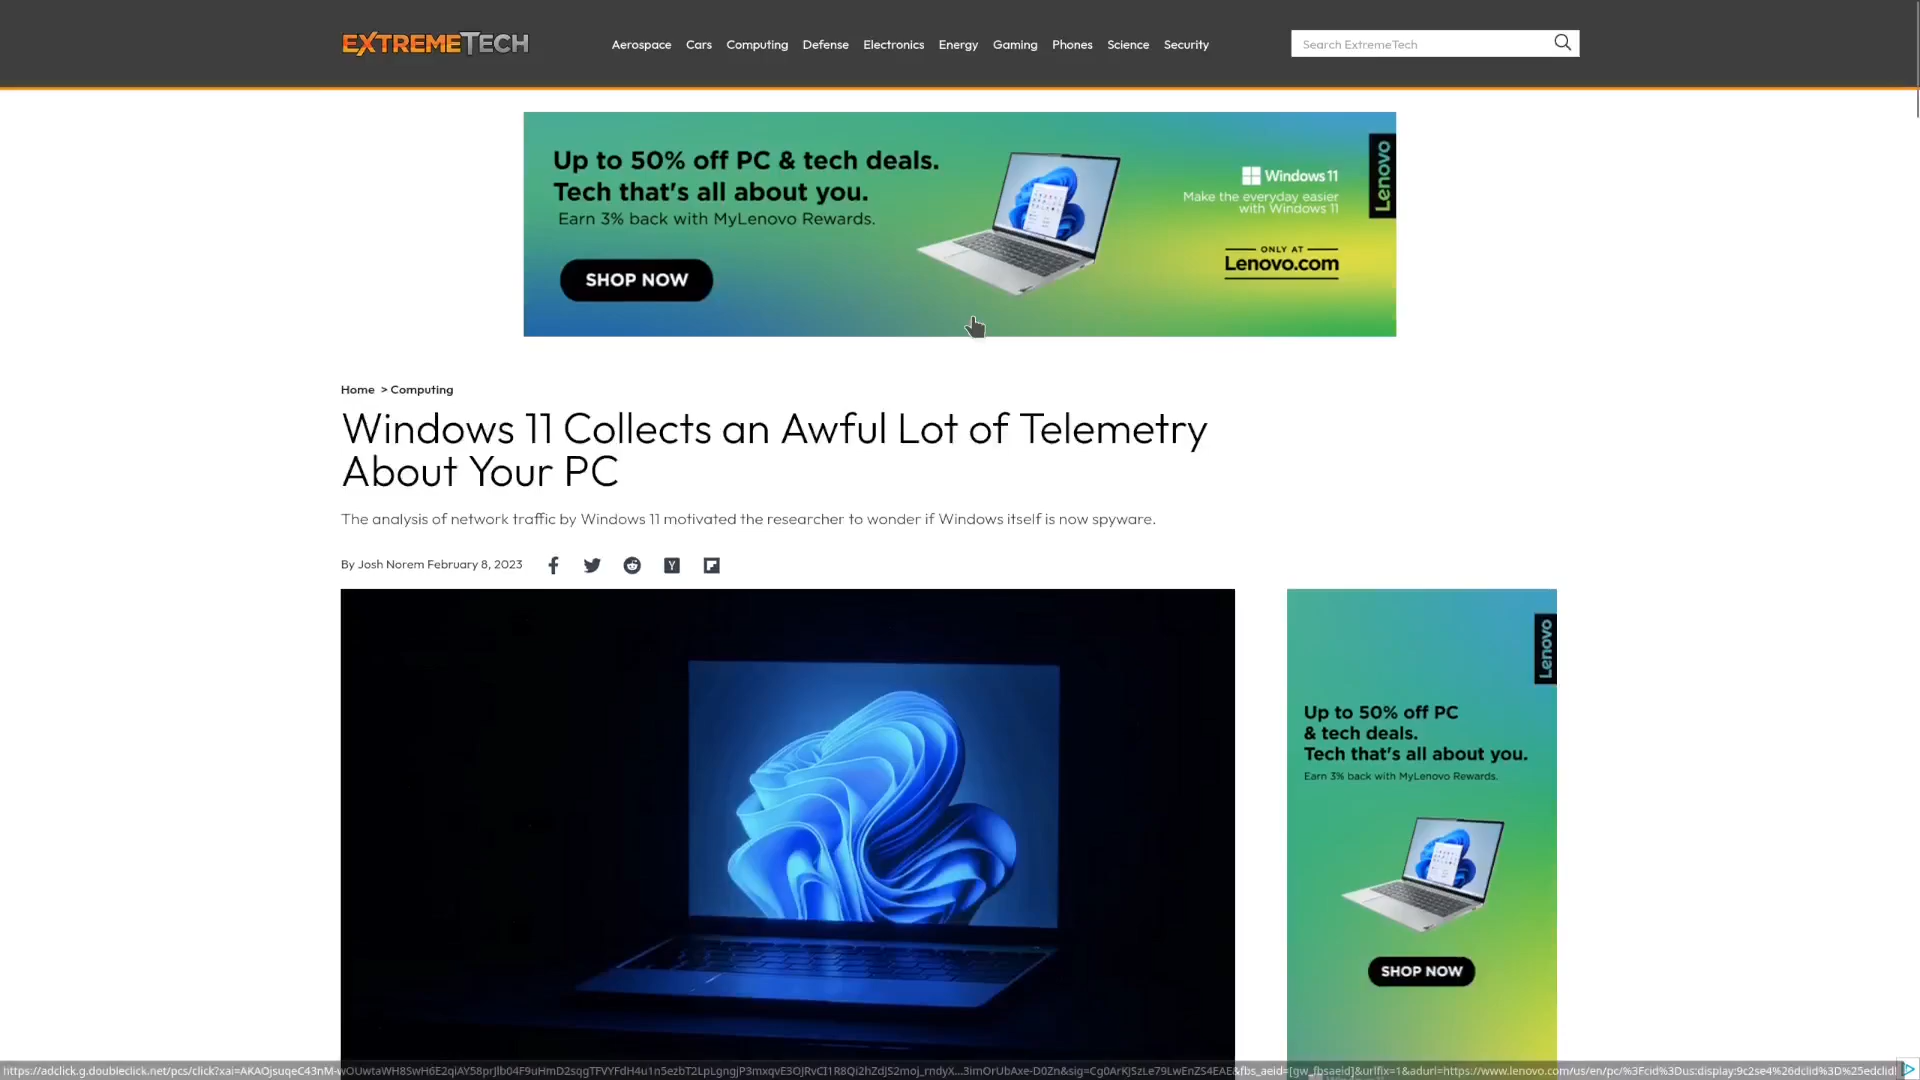 EXTREMETECH
Aerospace Cars Computing Defense Electronics Energy Gaming Phones Science Security
Search ExtremeTech
Up to 50% off PC & tech deals.
Tech that's all about you.
Earn 3% back with MyLenovo Rewards.
SHOP NOW
Windows 11
Make the everyday easier
with Windows 11
ONLY AT
Lenovo.com
Lenovo
Home > Computing
Windows 11 Collects an Awful Lot of Telemetry
About Your PC
The analysis of network traffic by Windows 11 motivated the researcher to wonder if Windows itself is now spyware.
By Josh Norem February 8, 2023
Lenovo
Up to 50% off PC
& tech deals.
Tech that's all about you.
Earn 3% back with MyLenovo Rewards.
SHOP NOW